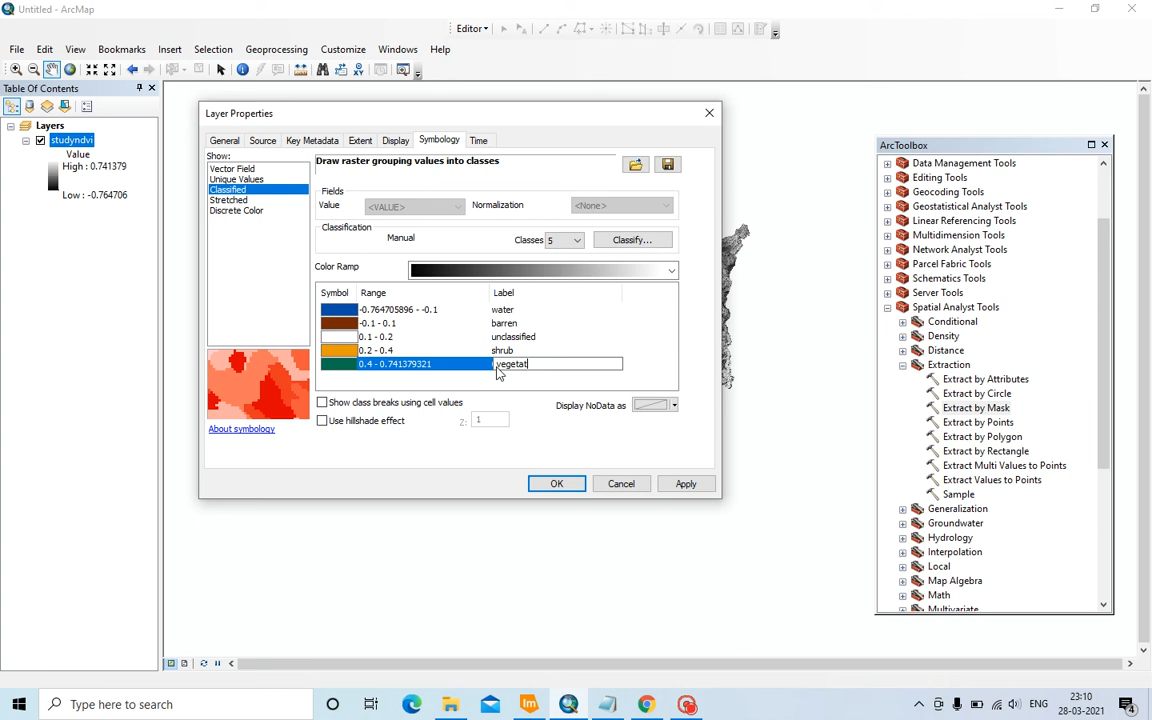 Untitled - ArcMap
Editor
File Edit View Bookmarks Insert Selection Geoprocessing Customize Windows Help
Table Of Contents
Layers
studyndvi
Value
High : 0.741379
Low : -0.764706
Layer Properties
General Source Key Metadata Extent Display Symbology Time
Show:
Vector Field
Unique Values
Classified
Stretched
Discrete Color
About symbology
Draw raster grouping values into classes
Fields
Value <VALUE> Normalization <None>
Classification
Manual Classes 5 Classify...
Color Ramp
Symbol Range Label
-0.764705896 - -0.1 water
-0.1 - 0.1 barren
0.1 - 0.2 unclassified
0.2 - 0.4 shrub
0.4 - 0.741379321 vegetat
Show class breaks using cell values Display NoData as
Use hillshade effect Z: 1
OK Cancel Apply
ArcToolbox
Data Management Tools
Editing Tools
Geocoding Tools
Geostatistical Analyst Tools
Linear Referencing Tools
Multidimension Tools
Network Analyst Tools
Parcel Fabric Tools
Schematics Tools
Server Tools
Spatial Analyst Tools
Conditional
Density
Distance
Extraction
Extract by Attributes
Extract by Circle
Extract by Mask
Extract by Points
Extract by Polygon
Extract by Rectangle
Extract Multi Values to Points
Extract Values to Points
Sample
Generalization
Groundwater
Hydrology
Interpolation
Local
Map Algebra
Math
Multivariate
Type here to search
ENG
23:10
28-03-2021
4